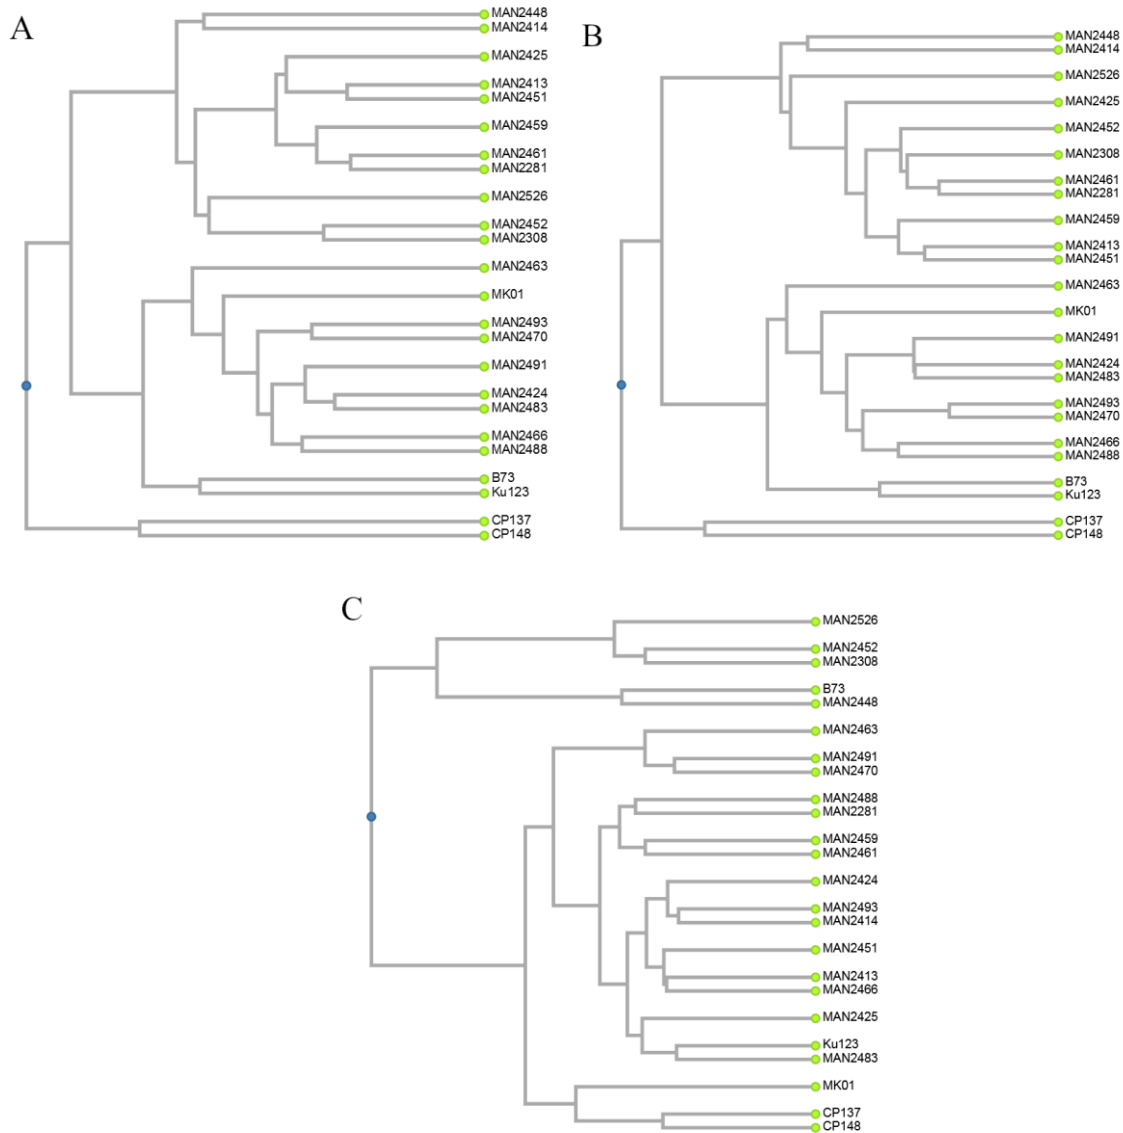 A
MAN2448
MAN2414
MAN2425
MAN2413
MAN2451
MAN2459
MAN2461
MAN2281
MAN2526
MAN2452
MAN2308
MAN2463
MK01
MAN2493
MAN2470
MAN2491
MAN2424
MAN2483
MAN2466
MAN2488
B73
Ku123
CP137
CP148
B
MAN2448
MAN2414
MAN2526
MAN2425
MAN2452
MAN2308
MAN2461
MAN2281
MAN2459
MAN2413
MAN2451
MAN2463
MK01
MAN2491
MAN2424
MAN2483
MAN2493
MAN2470
MAN2466
MAN2488
B73
Ku123
CP137
CP148
C
MAN2526
MAN2452
MAN2308
B73
MAN2448
MAN2463
MAN2491
MAN2470
MAN2488
MAN2281
MAN2459
MAN2461
MAN2424
MAN2493
MAN2414
MAN2451
MAN2413
MAN2466
MAN2425
Ku123
MAN2483
MK01
CP137
CP148